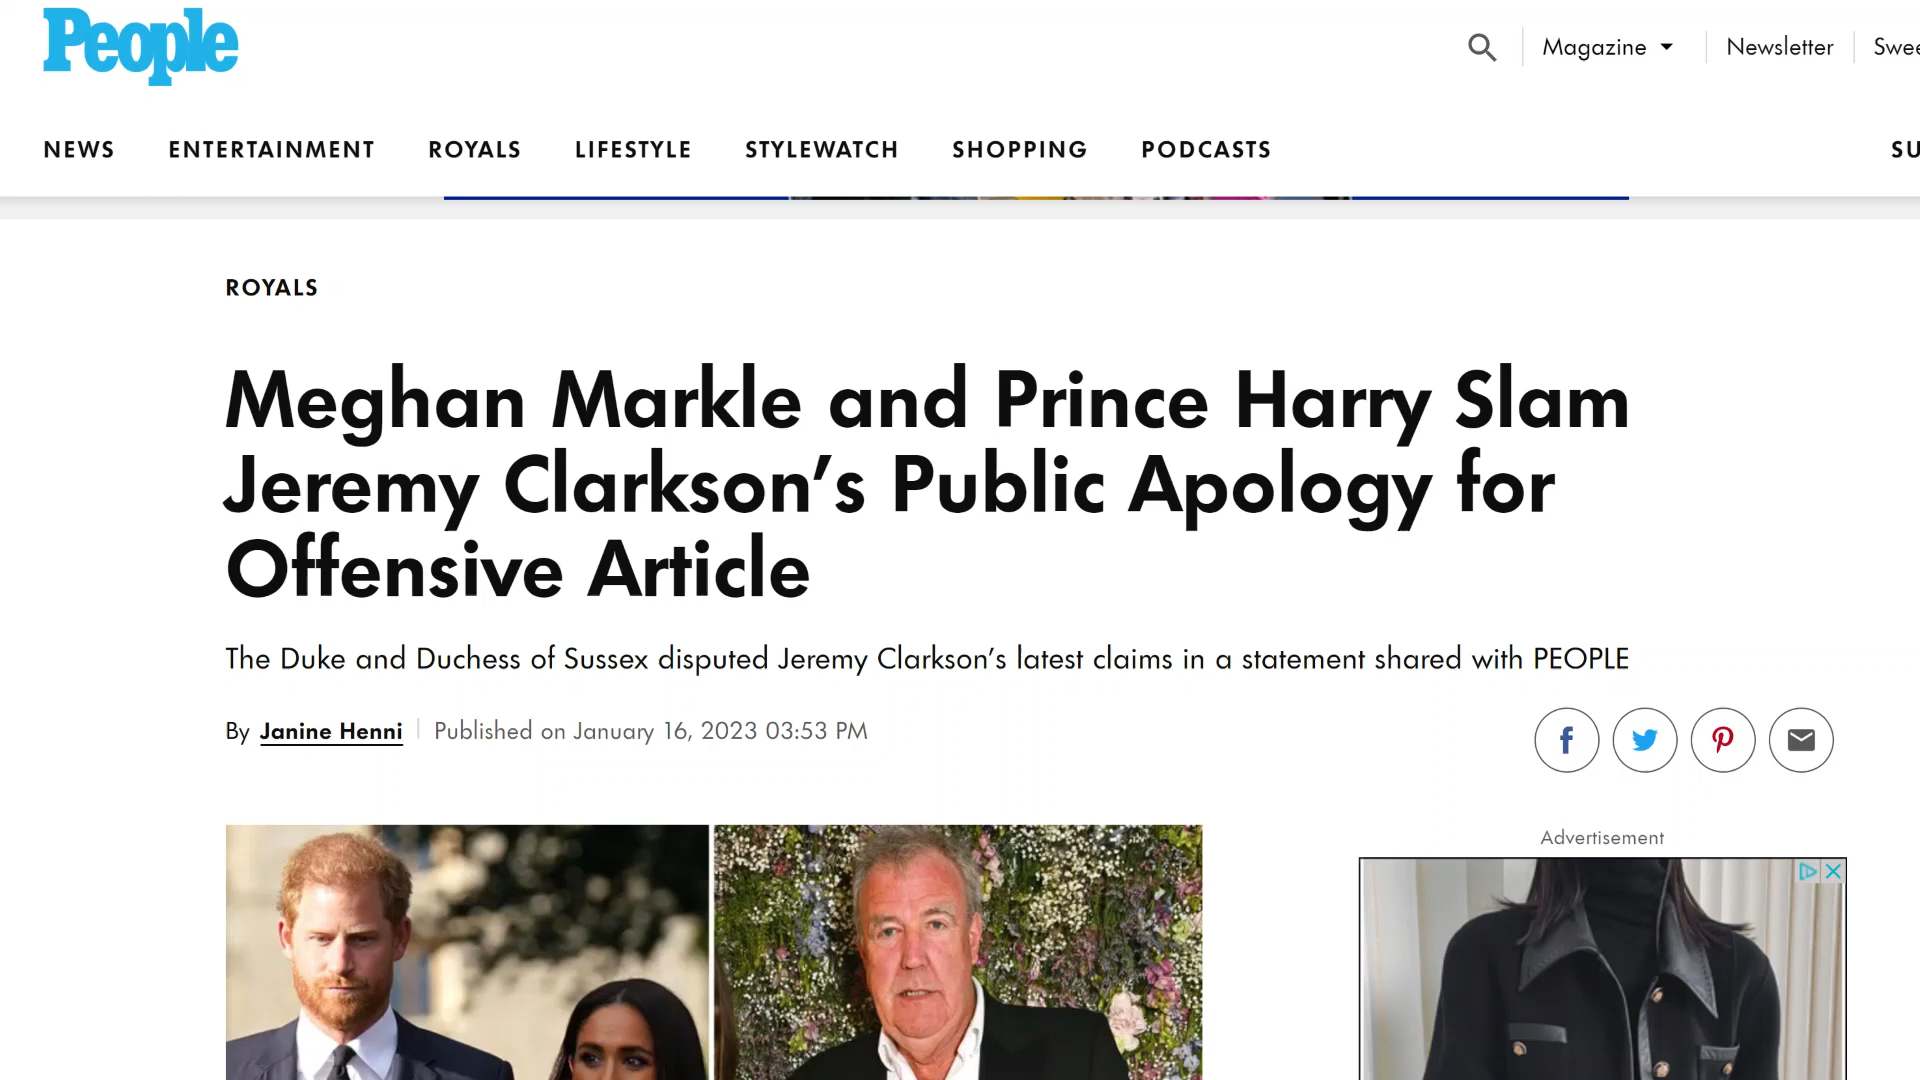 People
Magazine
Newsletter
NEWS
ENTERTAINMENT
ROYALS
LIFESTYLE
STYLEWATCH
SHOPPING
PODCASTS
ROYALS
Meghan Markle and Prince Harry Slam
Jeremy Clarkson’s Public Apology for
Offensive Article
The Duke and Duchess of Sussex disputed Jeremy Clarkson’s latest claims in a statement shared with PEOPLE
By Janine Henni
Published on January 16, 2023 03:53 PM
Advertisement